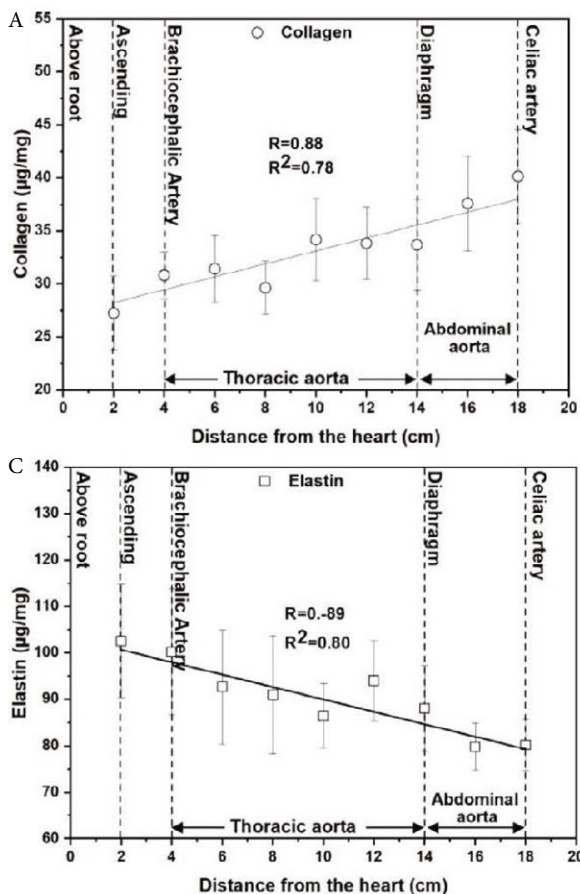 A
Above root
Ascending
Brachiocephalic Artery
Collagen
Diaphragm
Celiac artery
R=0.88
R²=0.78
Abdominal
aorta
Thoracic aorta
Collagen (µg/mg)
55
50
45
40
35
30
25
20
0 2 4 6 8 10 12 14 16 18 20
Distance from the heart (cm)
C
Above root
Ascending
Brachiocephalic Artery
Elastin
Diaphragm
Celiac artery
R=0.-89
R²=0.80
Abdominal
aorta
Thoracic aorta
Elastin (µg/mg)
140
130
120
110
100
90
80
70
60
0 2 4 6 8 10 12 14 16 18 20
Distance from the heart (cm)